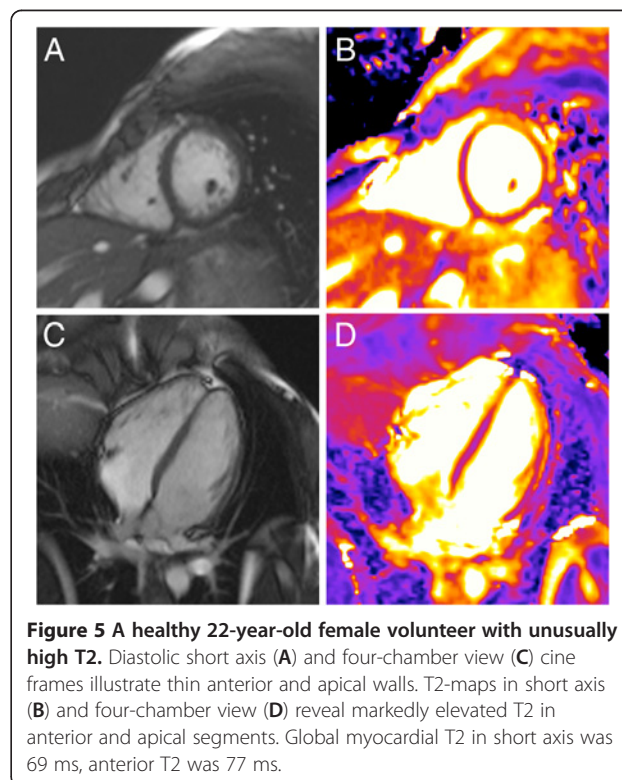 A
B
C
D
Figure 5 A healthy 22-year-old female volunteer with unusually
high T2. Diastolic short axis (A) and four-chamber view (C) cine
frames illustrate thin anterior and apical walls. T2-maps in short axis
(B) and four-chamber view (D) reveal markedly elevated T2 in
anterior and apical segments. Global myocardial T2 in short axis was
69 ms, anterior T2 was 77 ms.